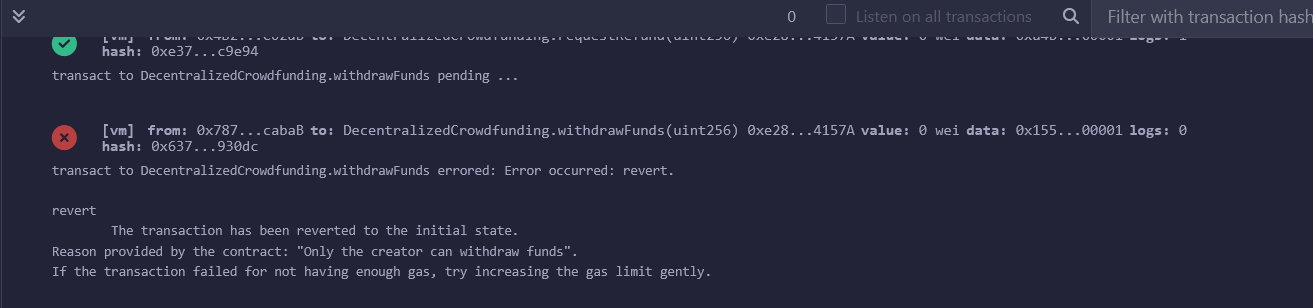 0 Listen on all transactions Filter with transaction hash
[vm] from: 0x4B2...C02dB to: DecentralizedCrowdfunding.requestRefund(uint256) 0xe28...4157A value: 0 wei data: 0xa4b...00001 logs: 1
hash: 0xe37...c9e94
transact to DecentralizedCrowdfunding.withdrawFunds pending ...
[vm] from: 0x787...cabaB to: DecentralizedCrowdfunding.withdrawFunds(uint256) 0xe28...4157A value: 0 wei data: 0x155...00001 logs: 0
hash: 0x637...930dc
transact to DecentralizedCrowdfunding.withdrawFunds errored: Error occurred: revert.
revert
The transaction has been reverted to the initial state.
Reason provided by the contract: "Only the creator can withdraw funds".
If the transaction failed for not having enough gas, try increasing the gas limit gently.